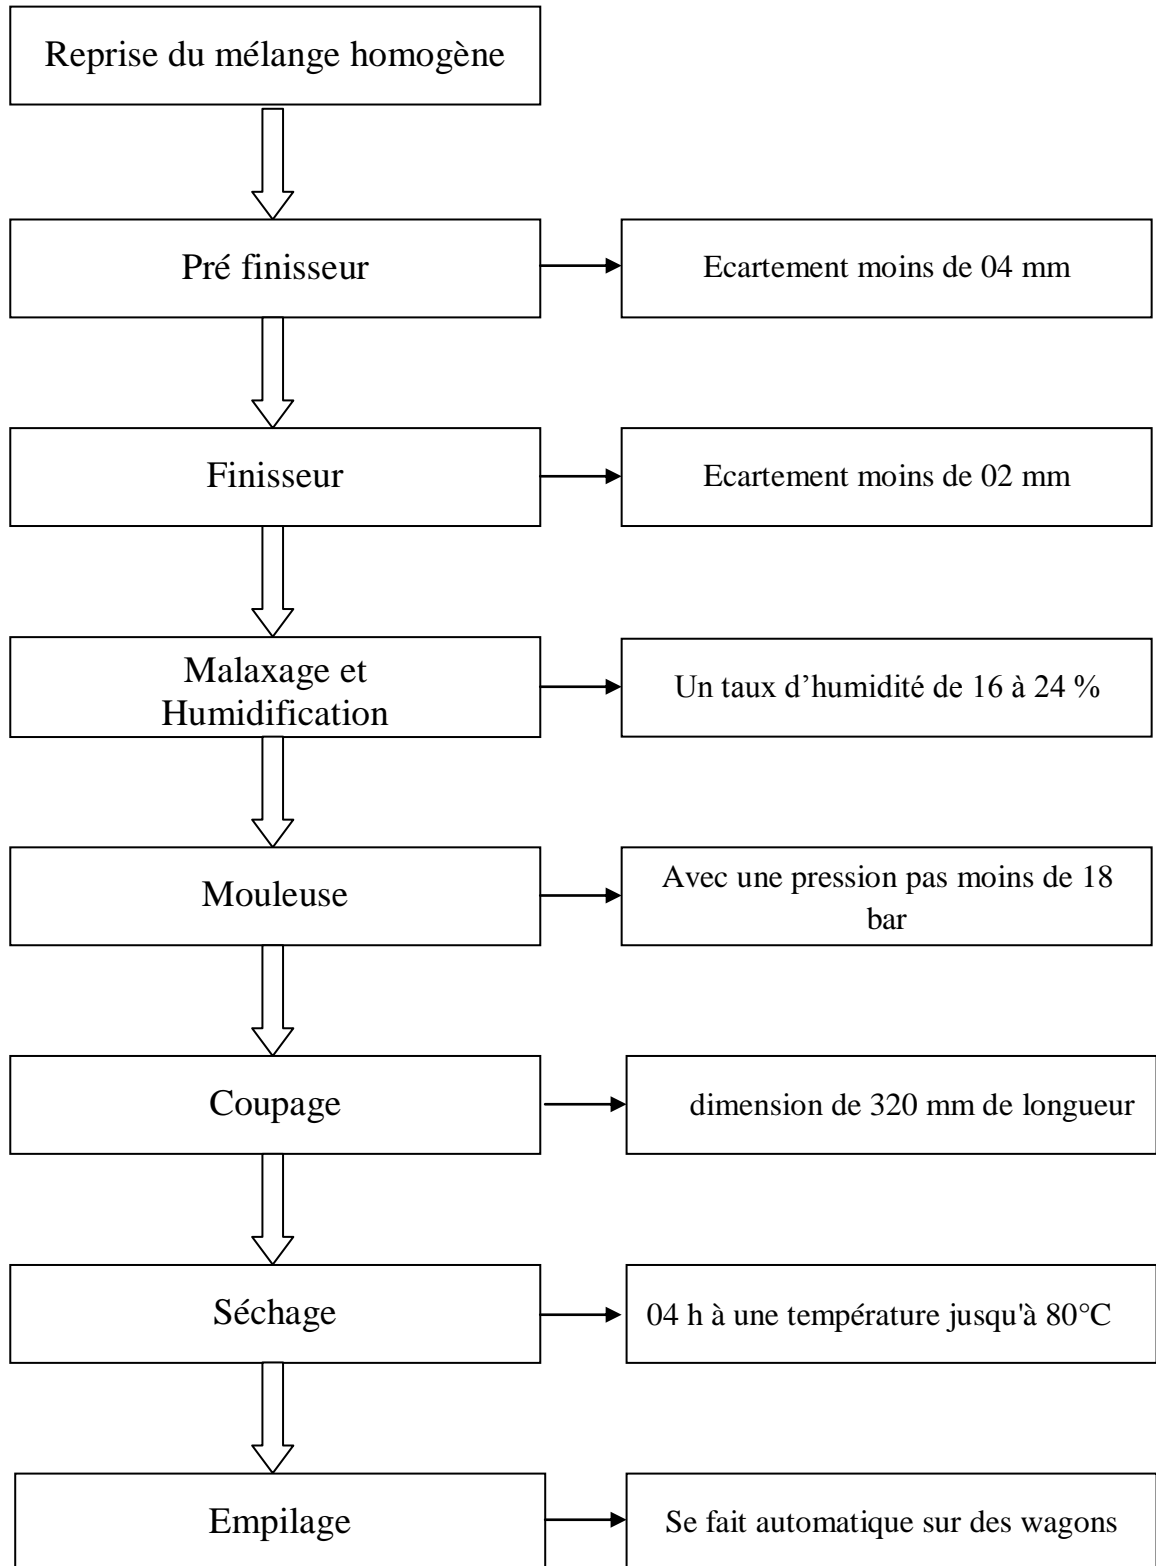 Reprise du mélange homogène
Pré finisseur
Ecartement moins de 04 mm
Finisseur
Ecartement moins de 02 mm
Malaxage et
Humidification
Un taux d’humidité de 16 à 24 %
Mouleuse
Avec une pression pas moins de 18
bar
Coupage
dimension de 320 mm de longueur
Séchage
04 h à une température jusqu'à 80°C
Empilage
Se fait automatique sur des wagons